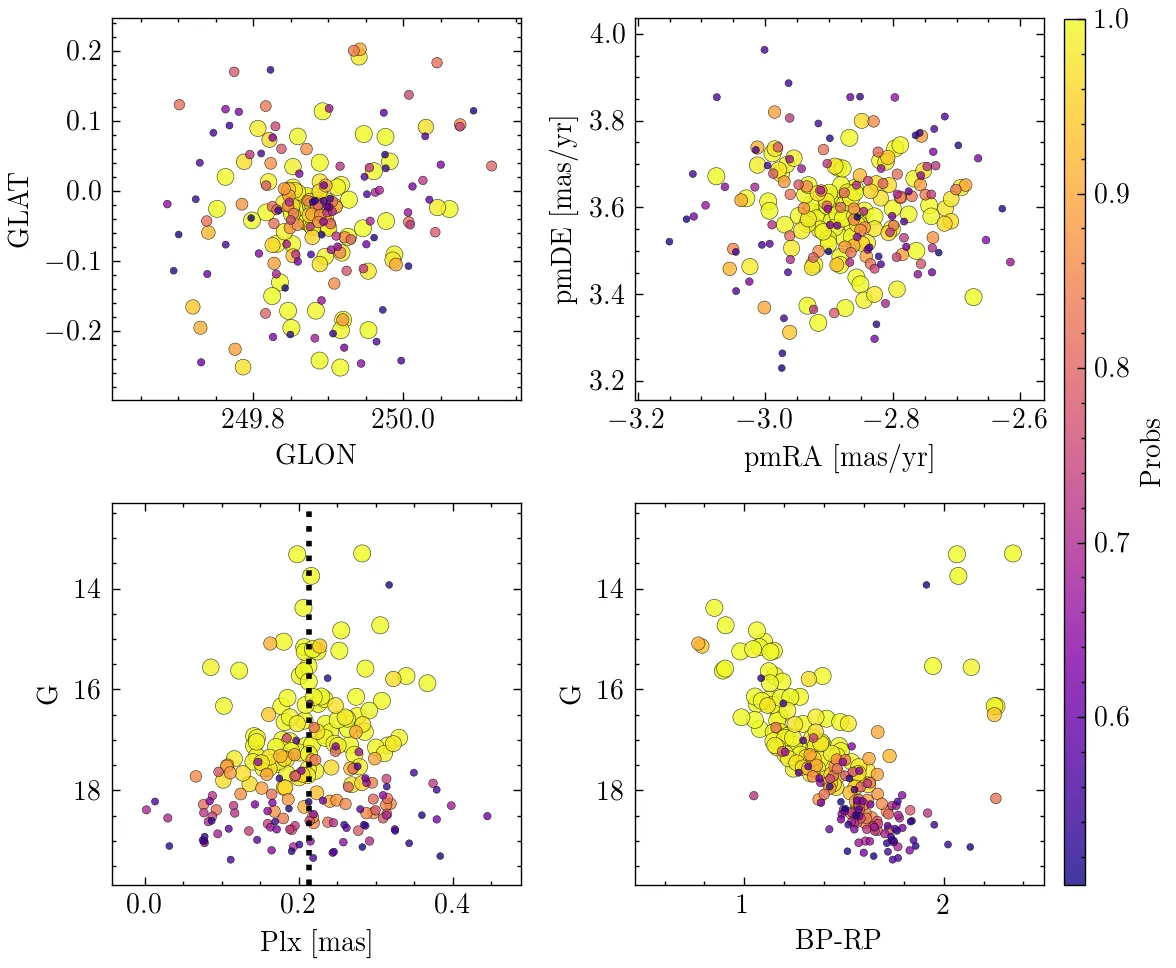 0.2
0.1
0.0
−0.1
−0.2
GLAT
249.8 250.0
GLON
4.0
3.8
3.6
3.4
3.2
pmDE [mas/yr]
−3.2 −3.0 −2.8 −2.6
pmRA [mas/yr]
1.0
0.9
0.8
0.7
0.6
Probs
14
16
18
G
0.0 0.2 0.4
Plx [mas]
14
16
18
G
1 2
BP-RP